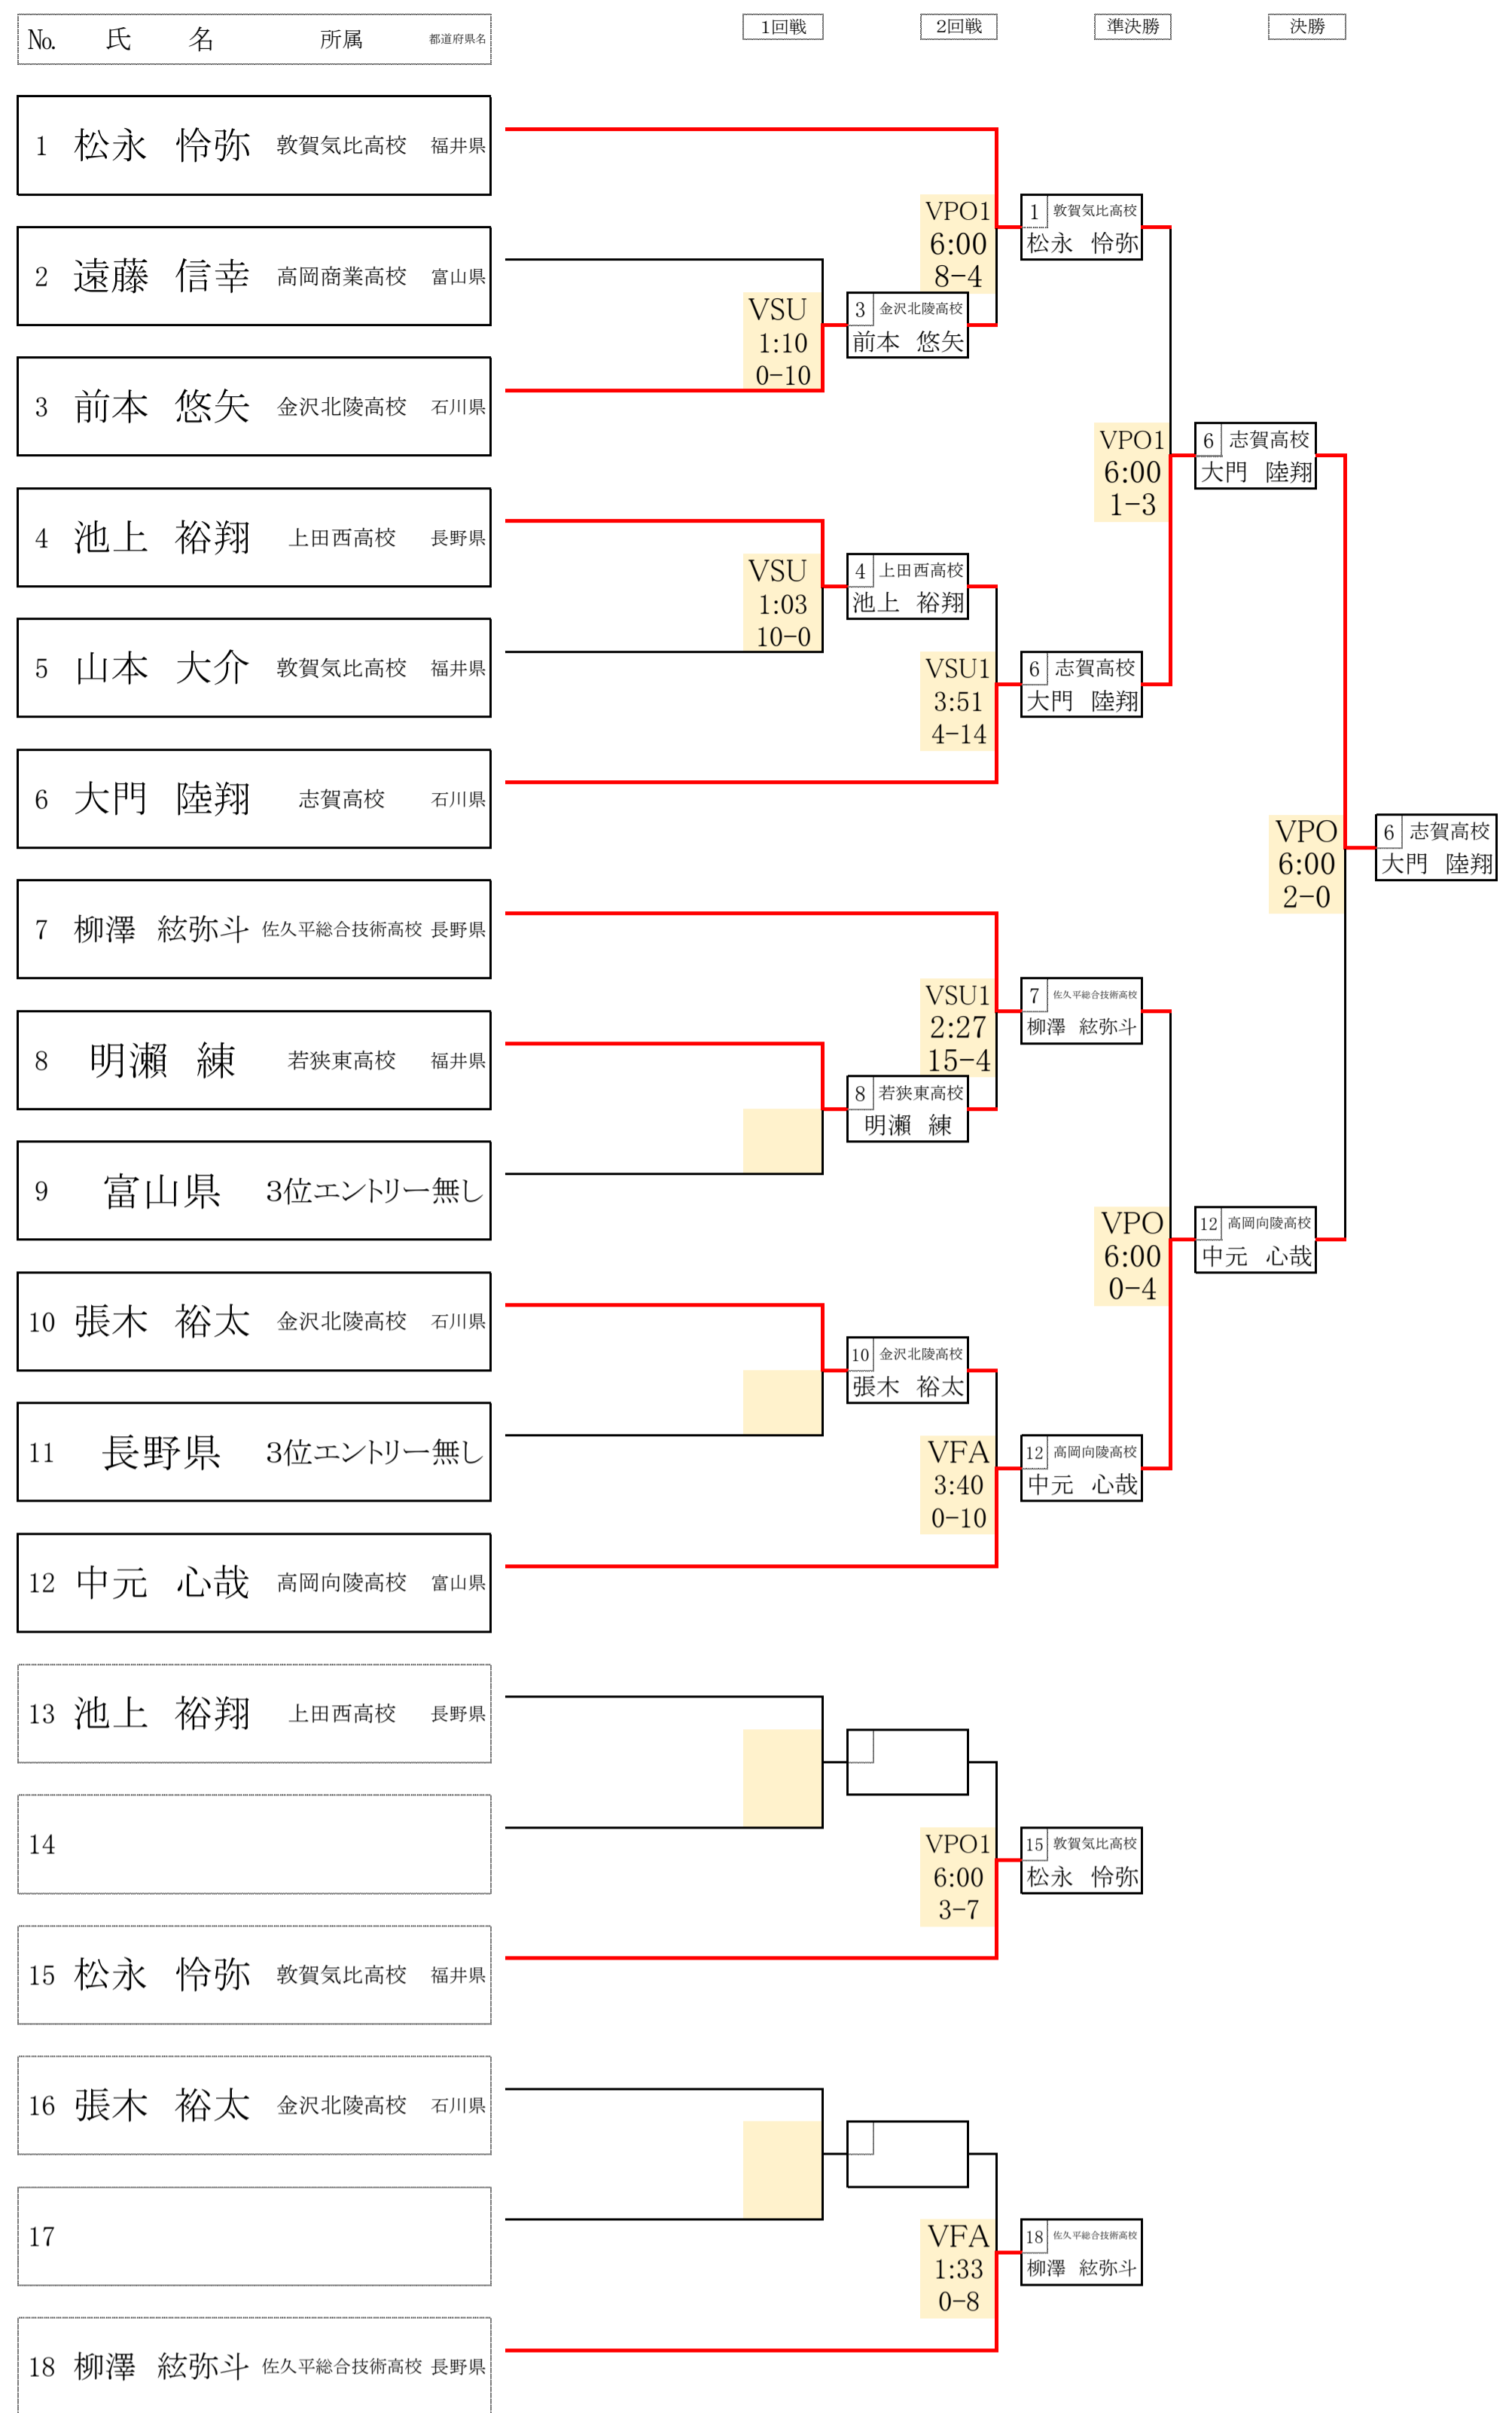 No. 氏 名 所属 都道府県名 1回戦 2回戦 準決勝 決勝
1 松永 怜弥 敦賀気比高校 福井県
VPO1
6:00
8-4
1 敦賀気比高校
松永 怜弥
2 遠藤 信幸 高岡商業高校 富山県
VSU
1:10
0-10
3 金沢北陵高校
前本 悠矢
3 前本 悠矢 金沢北陵高校 石川県
VPO1
6:00
1-3
6 志賀高校
大門 陸翔
4 池上 裕翔 上田西高校 長野県
VSU
1:03
10-0
4 上田西高校
池上 裕翔
5 山本 大介 敦賀気比高校 福井県
VSU1
3:51
4-14
6 志賀高校
大門 陸翔
6 大門 陸翔 志賀高校 石川県
VPO
6:00
2-0
6 志賀高校
大門 陸翔
7 柳澤 絃弥斗 佐久平総合技術高校 長野県
VSU1
2:27
15-4
7 佐久平総合技術高校
柳澤 絃弥斗
8 明瀬 練 若狭東高校 福井県
8 若狭東高校
明瀬 練
9 富山県 3位エントリー無し
VPO
6:00
0-4
12 高岡向陵高校
中元 心哉
10 張木 裕太 金沢北陵高校 石川県
10 金沢北陵高校
張木 裕太
11 長野県 3位エントリー無し
VFA
3:40
0-10
12 高岡向陵高校
中元 心哉
12 中元 心哉 高岡向陵高校 富山県
13 池上 裕翔 上田西高校 長野県
14
VPO1
6:00
3-7
15 敦賀気比高校
松永 怜弥
15 松永 怜弥 敦賀気比高校 福井県
16 張木 裕太 金沢北陵高校 石川県
17
VFA
1:33
0-8
18 佐久平総合技術高校
柳澤 絃弥斗
18 柳澤 絃弥斗 佐久平総合技術高校 長野県